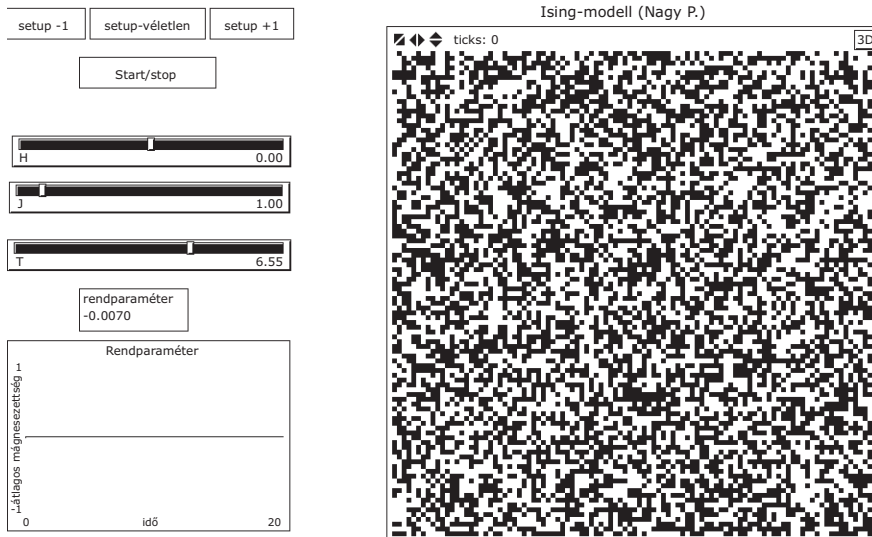 setup -1
setup-véletlen
setup +1
Start/stop
H 0.00
J 1.00
T 6.55
rendparaméter
-0.0070
Rendparaméter
1
átlagos mágnesezettség
-1
0 idő 20
Ising-modell (Nagy P.)
ticks: 0
3D